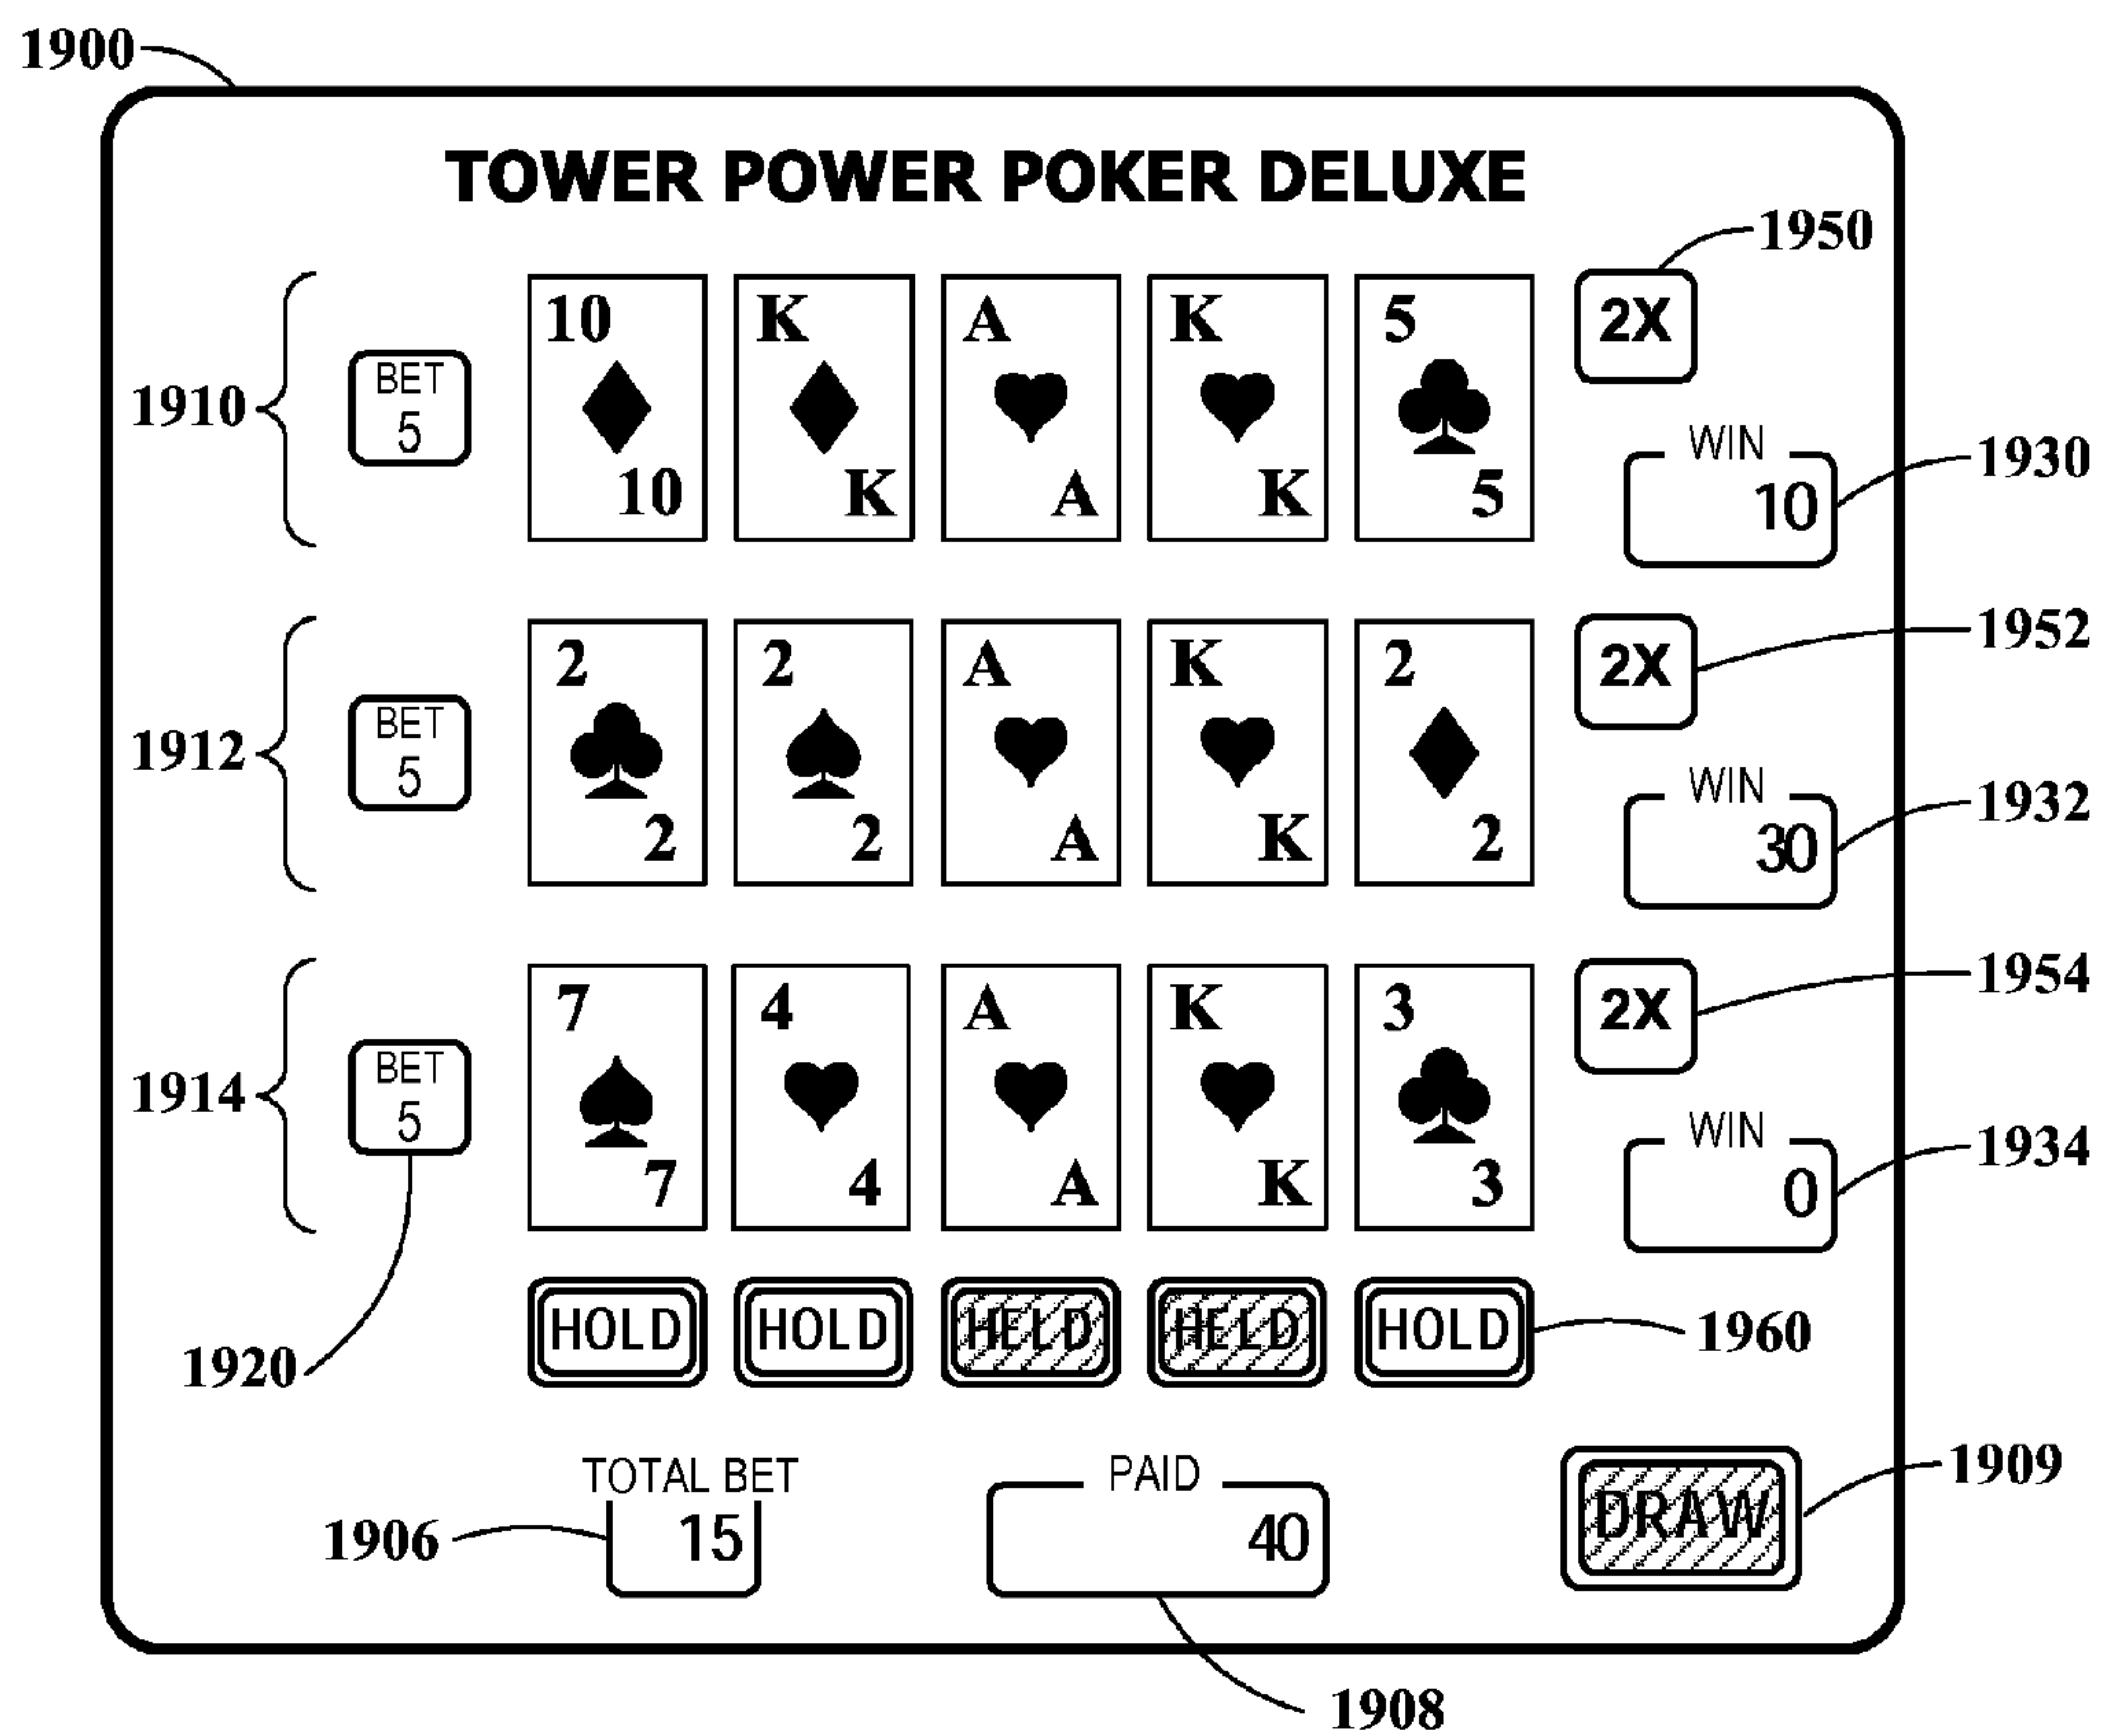 1900
TOWER POWER POKER DELUXE
1950
10 K A K 5 2X
BET
5
1910
WIN
10
1930
10 K A K 5
1952
2 2 A K 2 2X
BET
5
1912
WIN
30
1932
2 2 A K 2
1954
7 4 A K 3 2X
BET
5
1914
WIN
0
1934
7 4 A K 3
HOLD HOLD HELD HELD HOLD
1960
1920
TOTAL BET
15
1906
PAID
40
DRAW
1909
1908